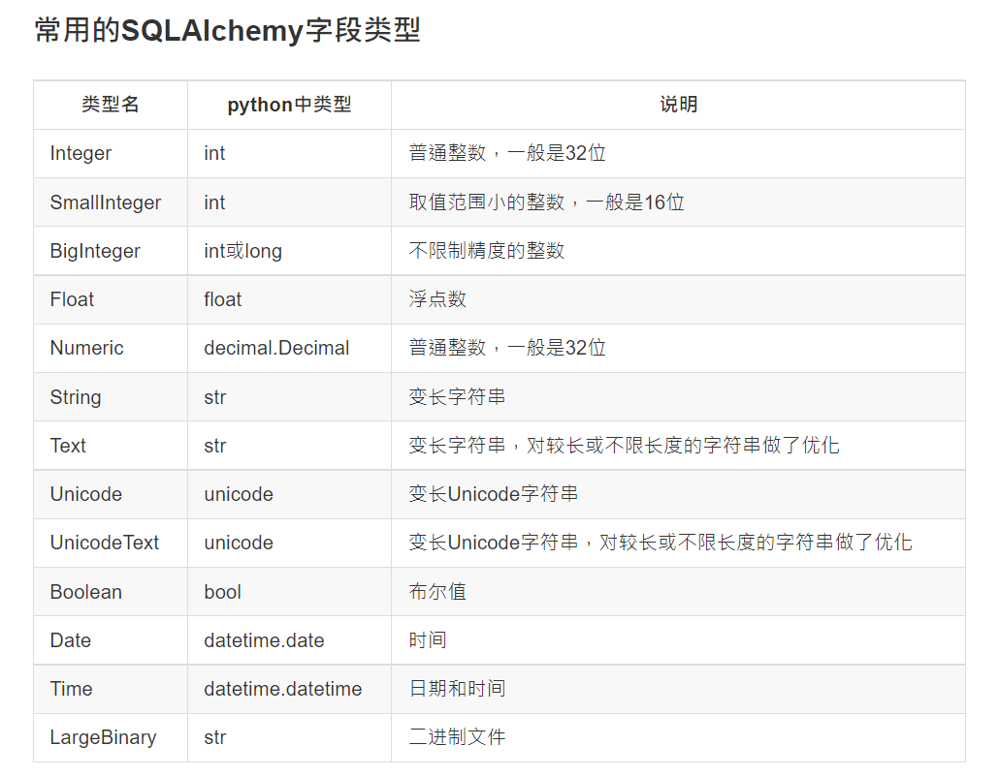 常用的SQLAlchemy字段类型
类型名 python中类型 说明
Integer int 普通整数，一般是32位
SmallInteger int 取值范围小的整数，一般是16位
BigInteger int或long 不限制精度的整数
Float float 浮点数
Numeric decimal.Decimal 普通整数，一般是32位
String str 变长字符串
Text str 变长字符串，对较长或不限长度的字符串做了优化
Unicode unicode 变长Unicode字符串
UnicodeText unicode 变长Unicode字符串，对较长或不限长度的字符串做了优化
Boolean bool 布尔值
Date datetime.date 时间
Time datetime.datetime 日期和时间
LargeBinary str 二进制文件